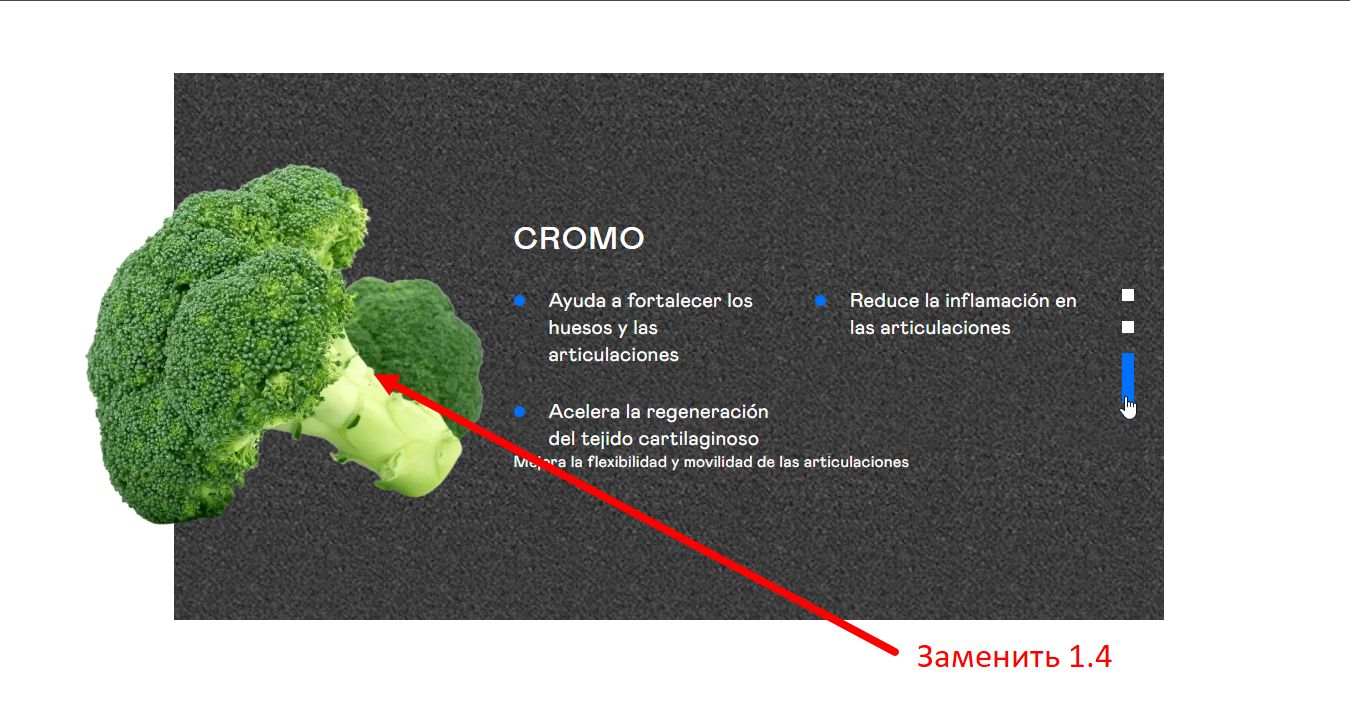 CROMO
Ayuda a fortalecer los
huesos y las
articulaciones
Reduce la inflamación en
las articulaciones
Acelera la regeneración
del tejido cartilaginoso
Mejora la flexibilidad y movilidad de las articulaciones
Заменить 1.4